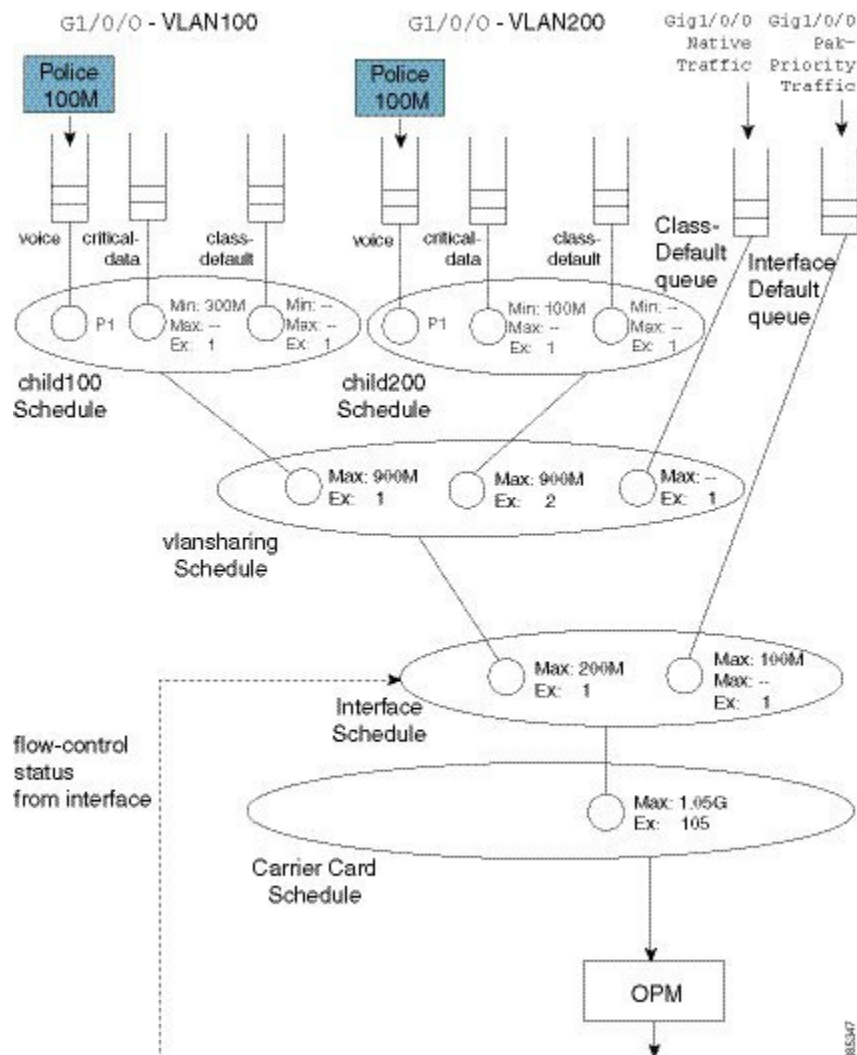 G1/0/0 - VLAN100
G1/0/0 - VLAN200
Gig1/0/0
Native
Traffic
Gig1/0/0
Pak-
Priority
Traffic
Police
100M
Police
100M
voice
critical-
data
class-
default
voice
critical-
data
class-
default
Class-
Default
queue
Interface
Default
queue
P1
Min: 300M
Max: --
Ex: 1
Min: --
Max: --
Ex: 1
P1
Min: 100M
Max: --
Ex: 1
Min: --
Max: --
Ex: 1
child100
Schedule
child200
Schedule
Max: 900M
Ex: 1
Max: 900M
Ex: 2
Max: --
Ex: 1
vlansharing
Schedule
Max: 200M
Ex: 1
Max: 100M
Max: --
Ex: 1
Interface
Schedule
flow-control
status
from interface
Max: 1.05G
Ex: 105
Carrier Card
Schedule
OPM